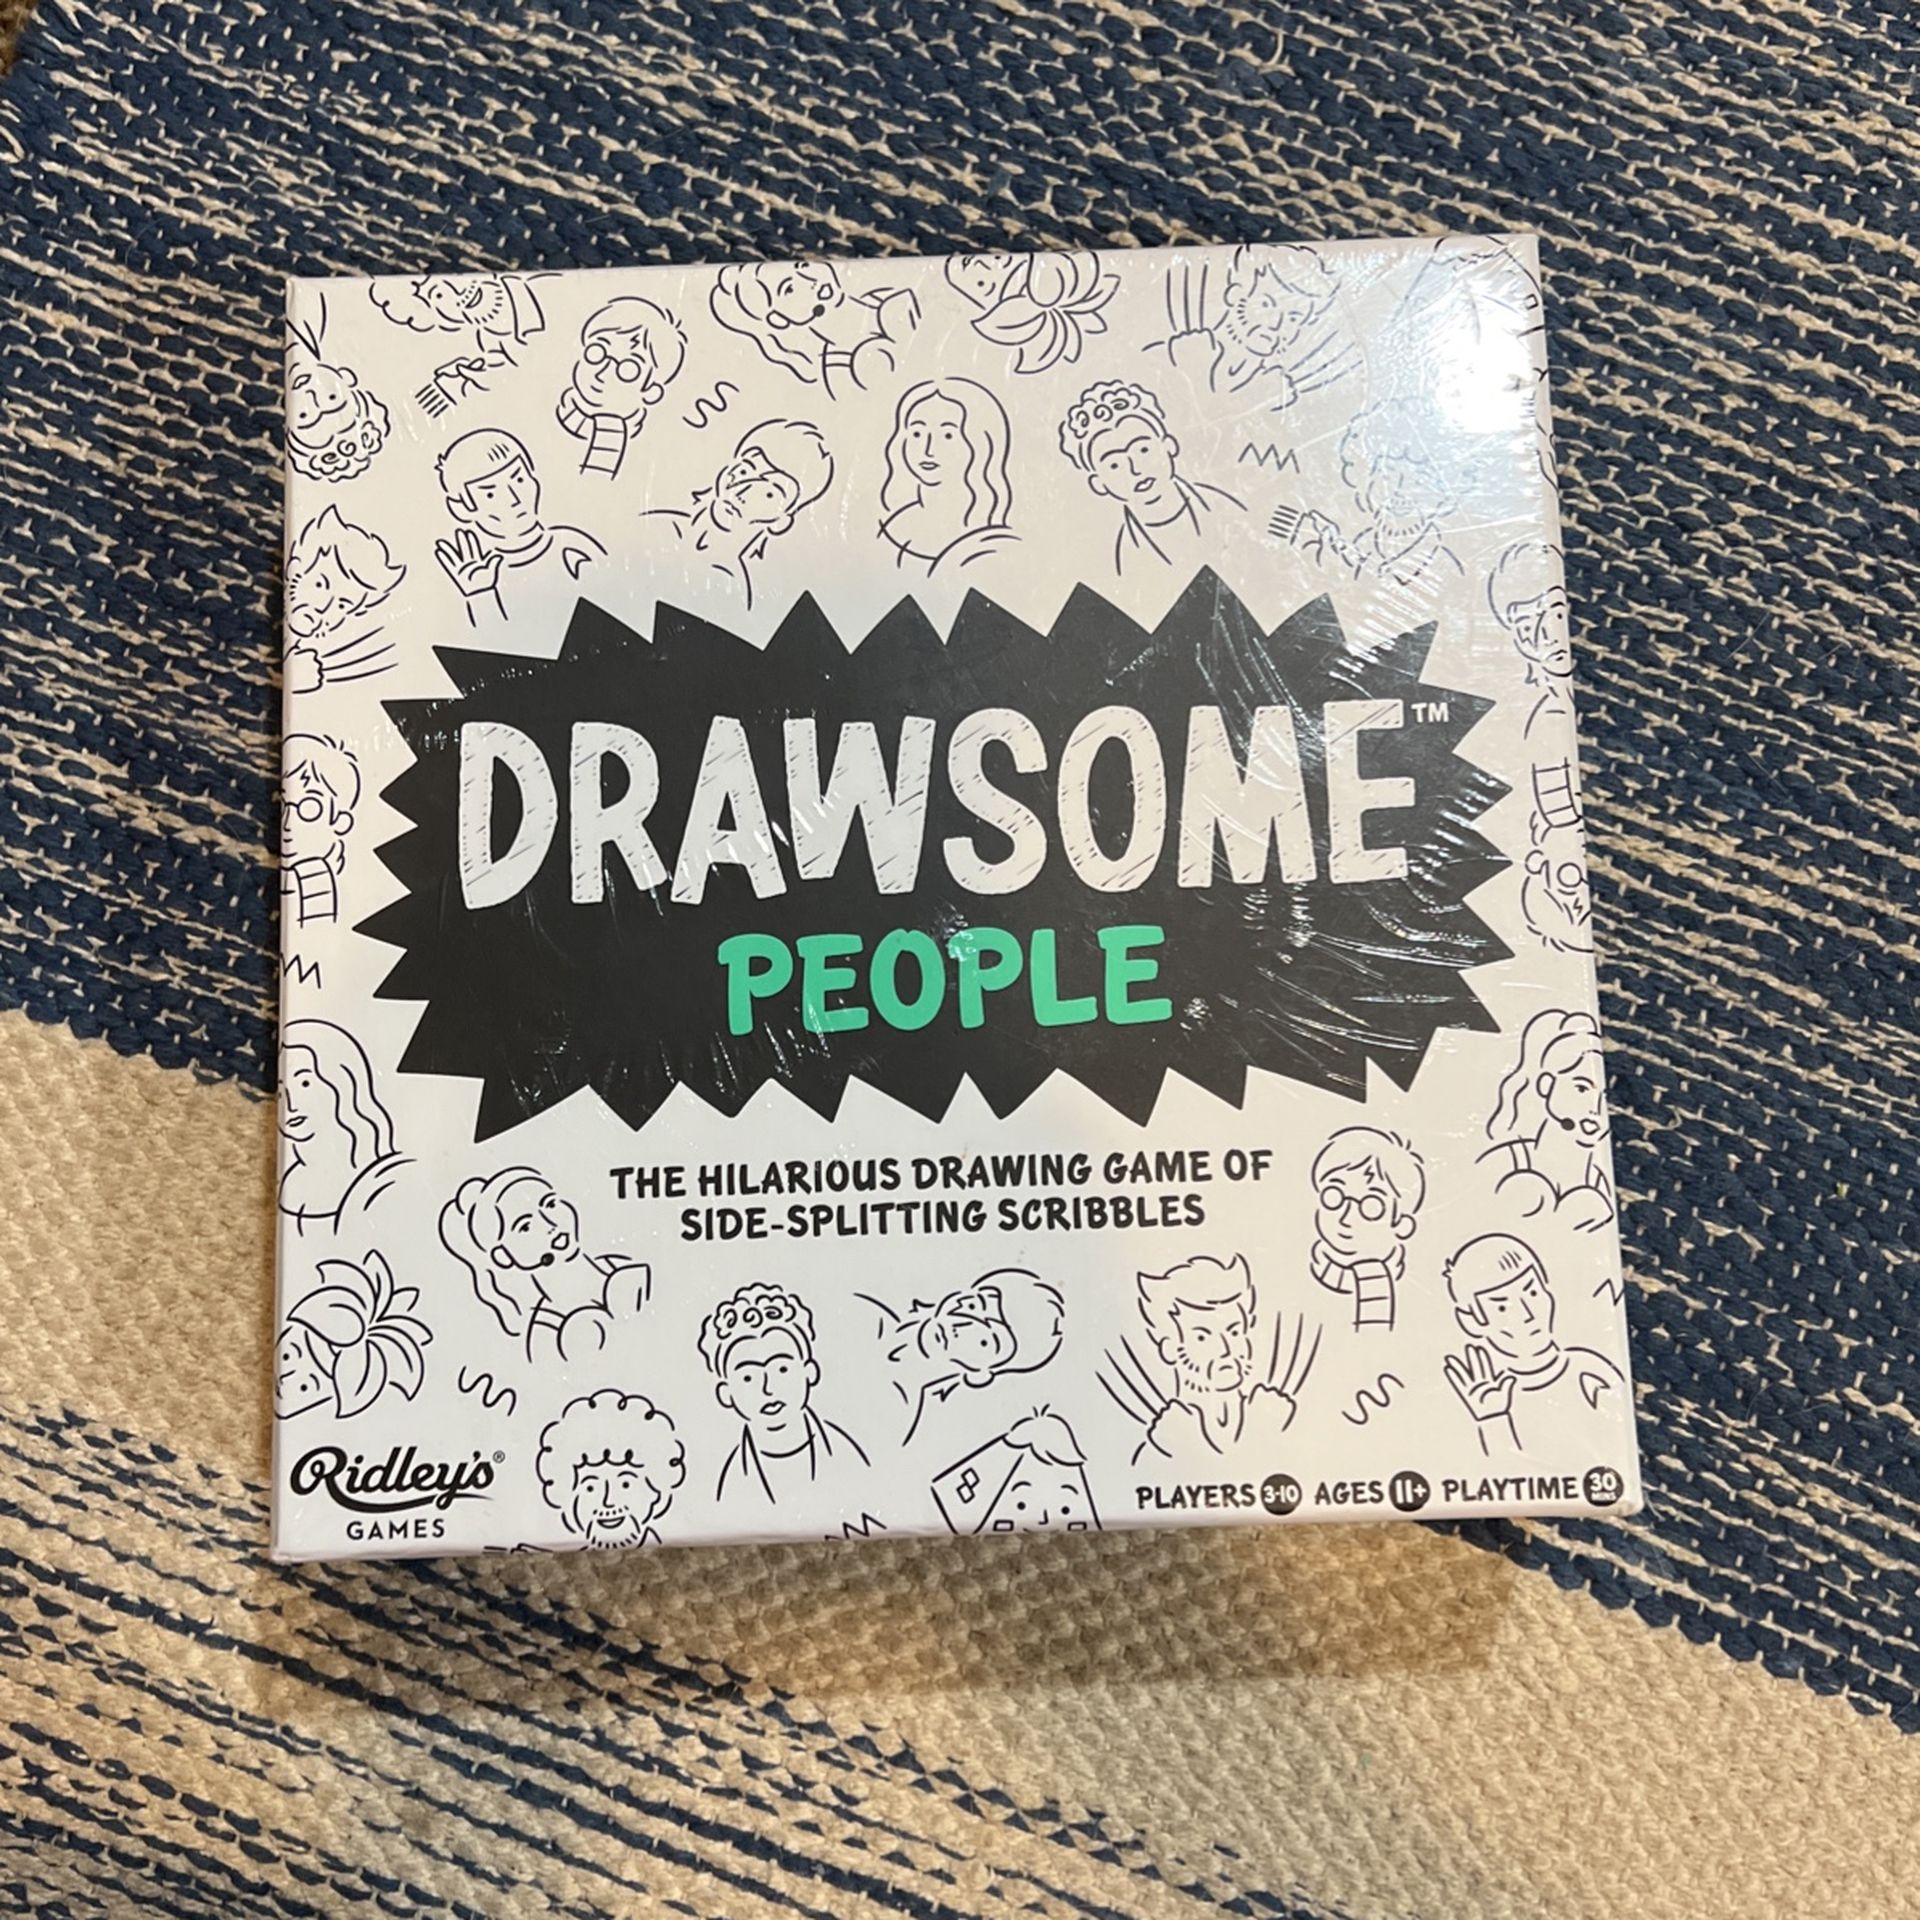 DRAWSOME™
PEOPLE
THE HILARIOUS DRAWING GAME OF
SIDE-SPLITTING SCRIBBLES
Ridley's®
GAMES
PLAYERS 3-10 AGES 11+ PLAYTIME 30 MINS